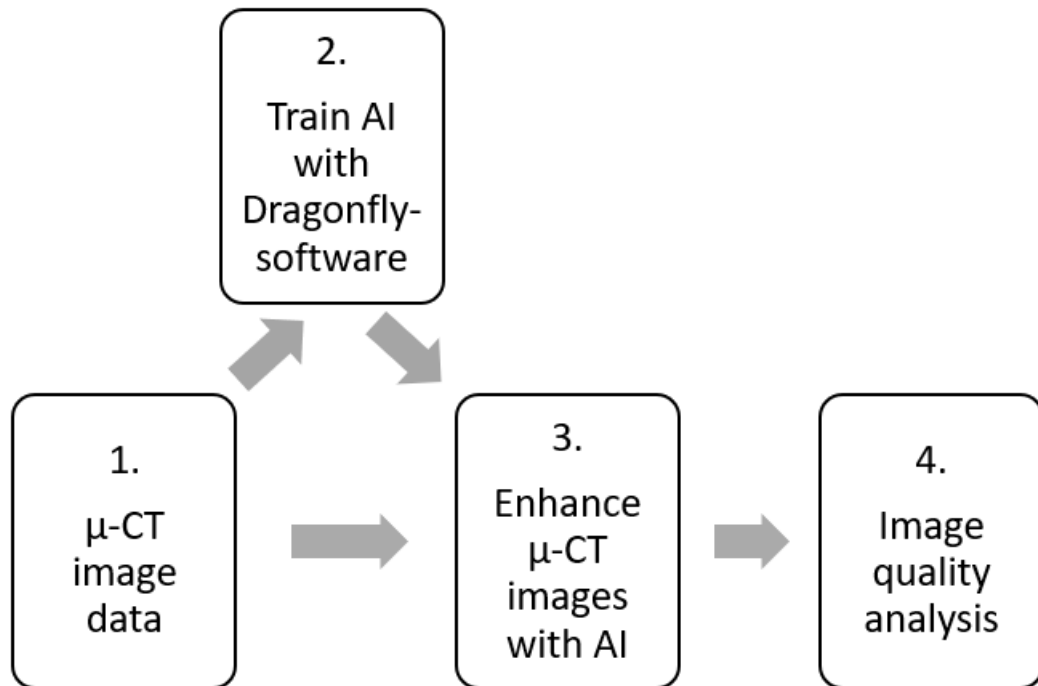 2.
Train AI
with
Dragonfly-
software
1.
μ-CT
image
data
3.
Enhance
μ-CT
images
with AI
4.
Image
quality
analysis